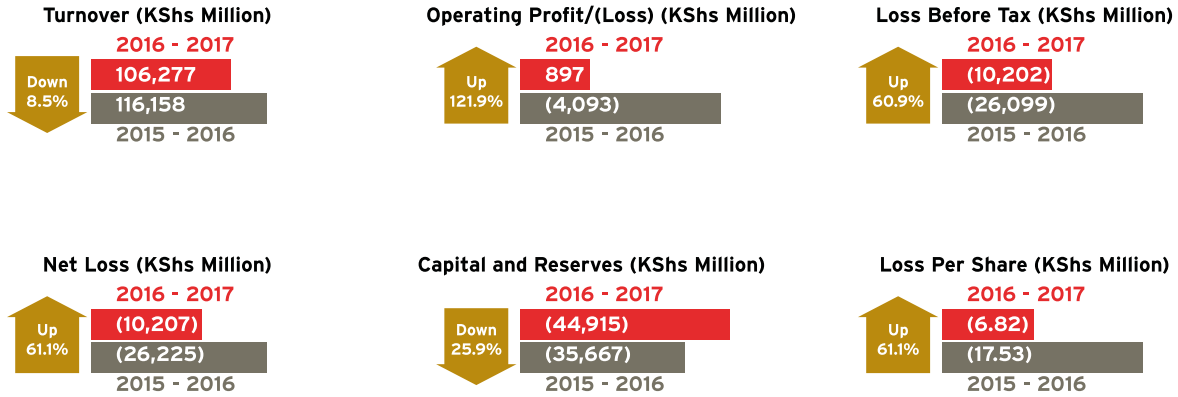 Turnover (KShs Million)
2016 - 2017
Down
8.5%
106,277
116,158
2015 - 2016
Operating Profit/(Loss) (KShs Million)
2016 - 2017
Up
121.9%
897
(4,093)
2015 - 2016
Loss Before Tax (KShs Million)
2016 - 2017
Up
60.9%
(10,202)
(26,099)
2015 - 2016
Net Loss (KShs Million)
2016 - 2017
Up
61.1%
(10,207)
(26,225)
2015 - 2016
Capital and Reserves (KShs Million)
2016 - 2017
Down
25.9%
(44,915)
(35,667)
2015 - 2016
Loss Per Share (KShs Million)
2016 - 2017
Up
61.1%
(6.82)
(17.53)
2015 - 2016